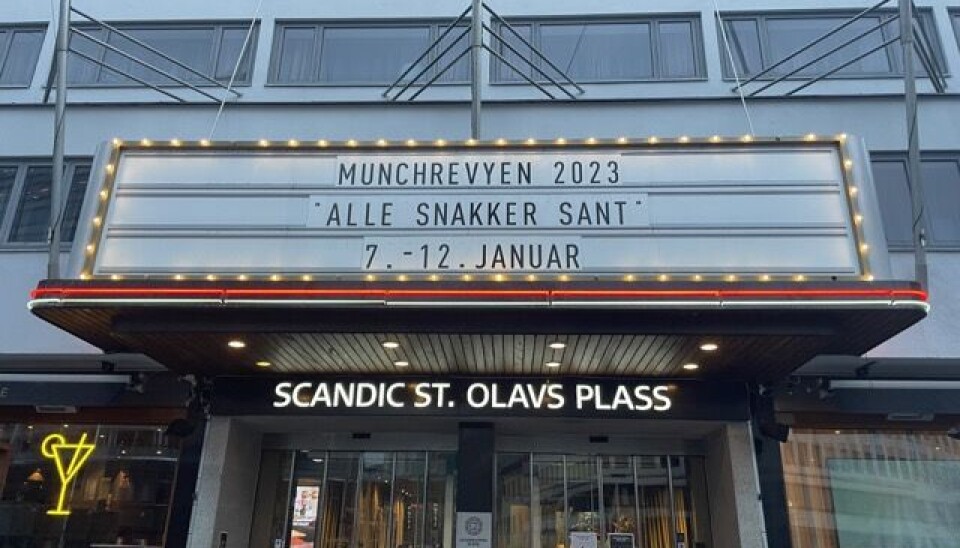 MUNCHREVYEN 2023
"ALLE SNAKKER SANT"
7.-12.JANUAR
SCANDIC ST. OLAVS PLASS